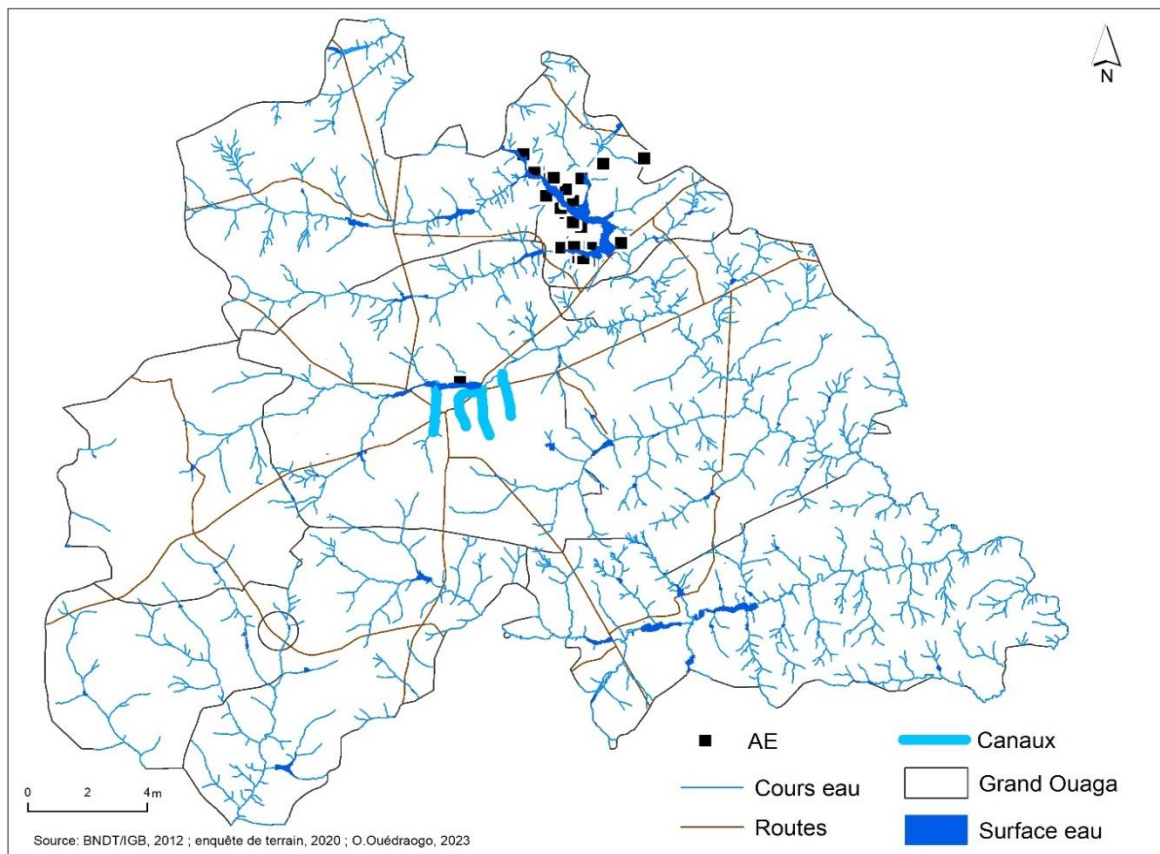 N
AE
Canaux
Cours eau
Grand Ouaga
Routes
Surface eau
0 2 4 m
Source: BNDT/IGB, 2012 ; enquête de terrain, 2020 ; O.Ouédraogo, 2023